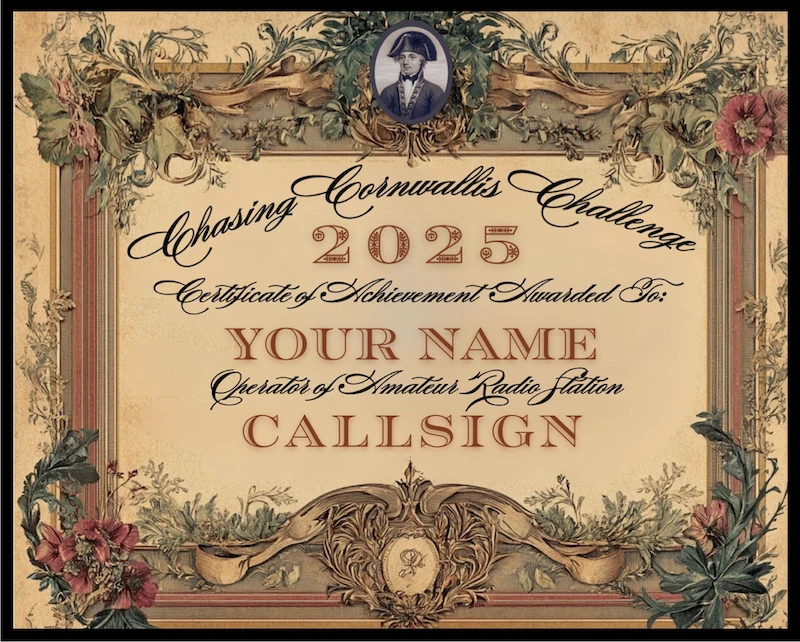 Chasing Cornwallis Challenge
2025
Certificate of Achievement Awarded To:
YOUR NAME
Operator of Amateur Radio Station
CALLSIGN